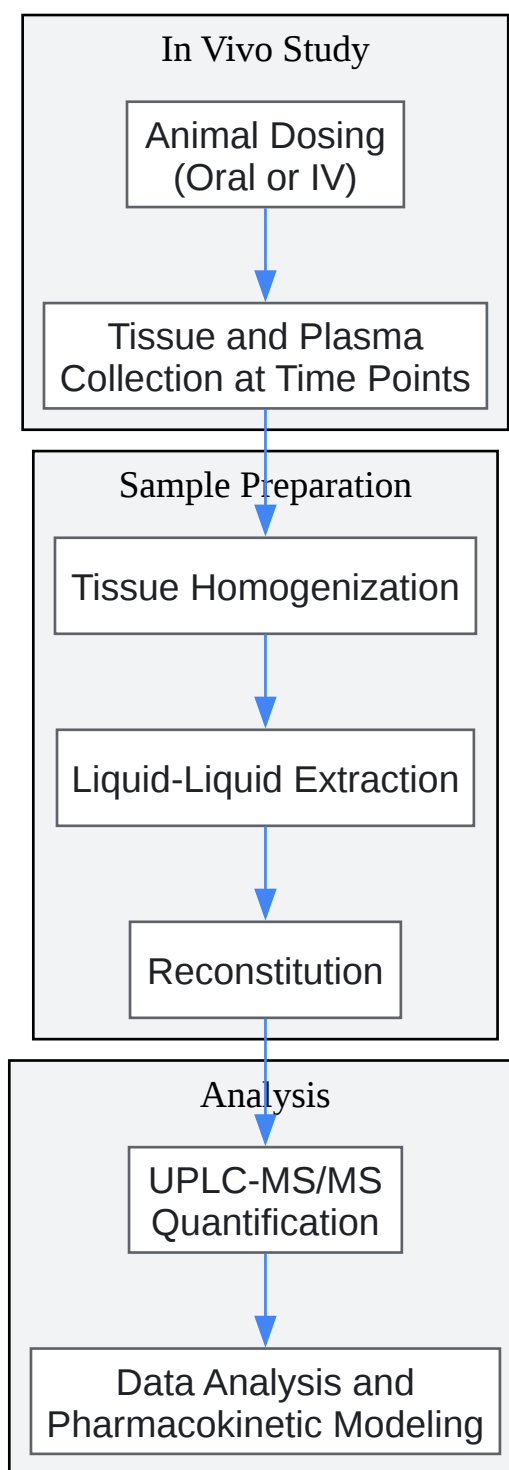 In Vivo Study
Animal Dosing
(Oral or IV)
Tissue and Plasma
Collection at Time Points
Sample Preparation
Tissue Homogenization
Liquid-Liquid Extraction
Reconstitution
Analysis
UPLC-MS/MS
Quantification
Data Analysis and
Pharmacokinetic Modeling